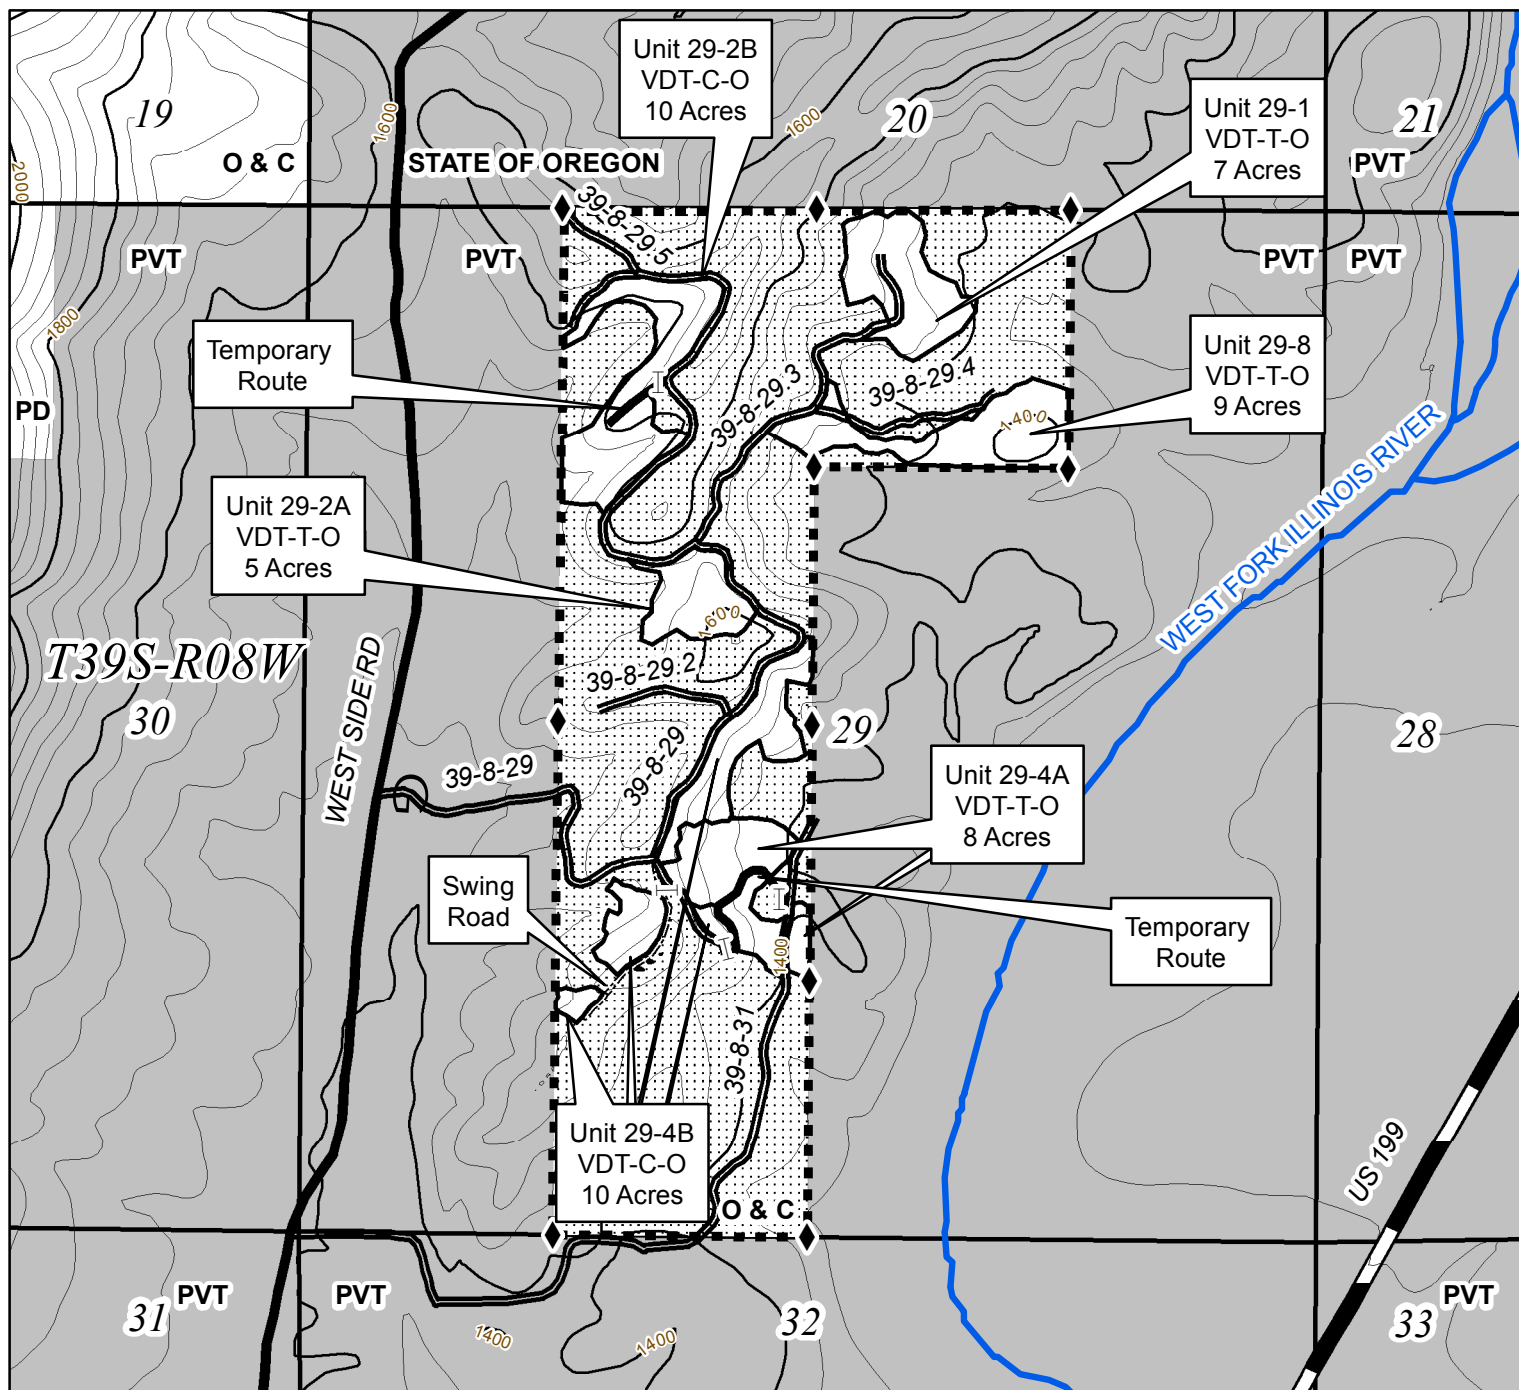 Unit 29-2B
VDT-C-O
10 Acres
Unit 29-1
VDT-T-O
7 Acres
19
1600
1600
20
21
O & C
STATE OF OREGON
PVT
2000
39-8-29.5
PVT
PVT
PVT
PVT
1800
Temporary
Route
Unit 29-8
VDT-T-O
9 Acres
PD
39-8-29.3
39-8-29.4
1400
WEST FORK ILLINOIS RIVER
Unit 29-2A
VDT-T-O
5 Acres
1600
T39S-R08W
30
39-8-29.2
WEST SIDE RD
29
28
39-8-29
39-8-29
Unit 29-4A
VDT-T-O
8 Acres
Swing
Road
Temporary
Route
1400
39-8-31
Unit 29-4B
VDT-C-O
10 Acres
O & C
US 199
31
PVT
PVT
1400
1400
32
33
PVT